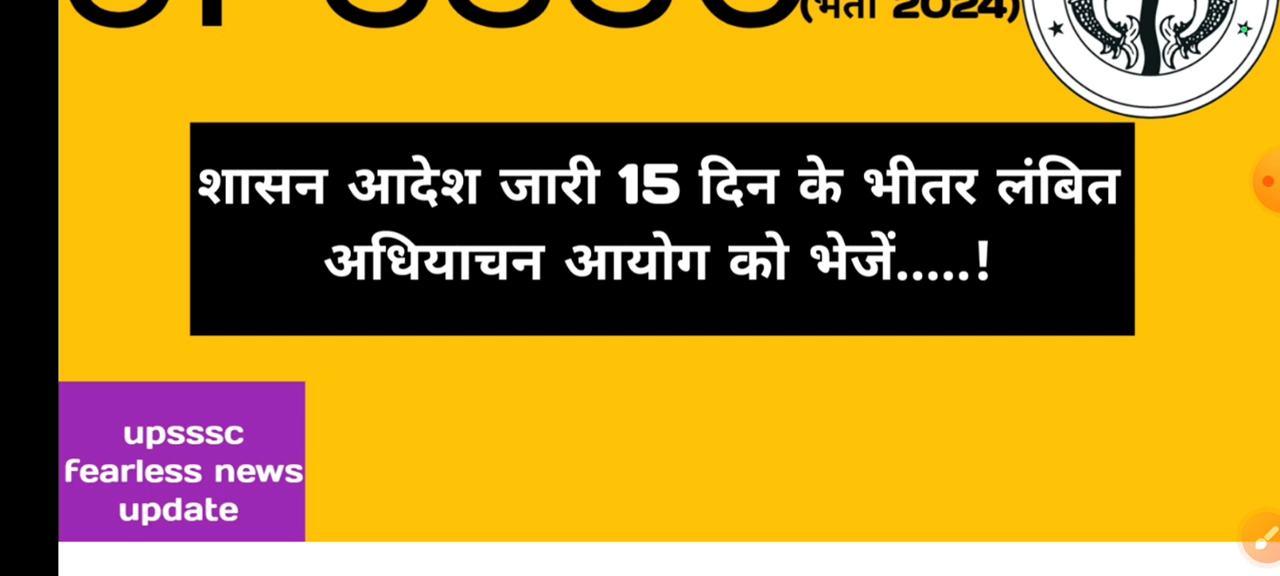 (भर्ती 2024)
शासन आदेश जारी 15 दिन के भीतर लंबित
अधियाचन आयोग को भेजें.....!
upsssc
fearless news
update